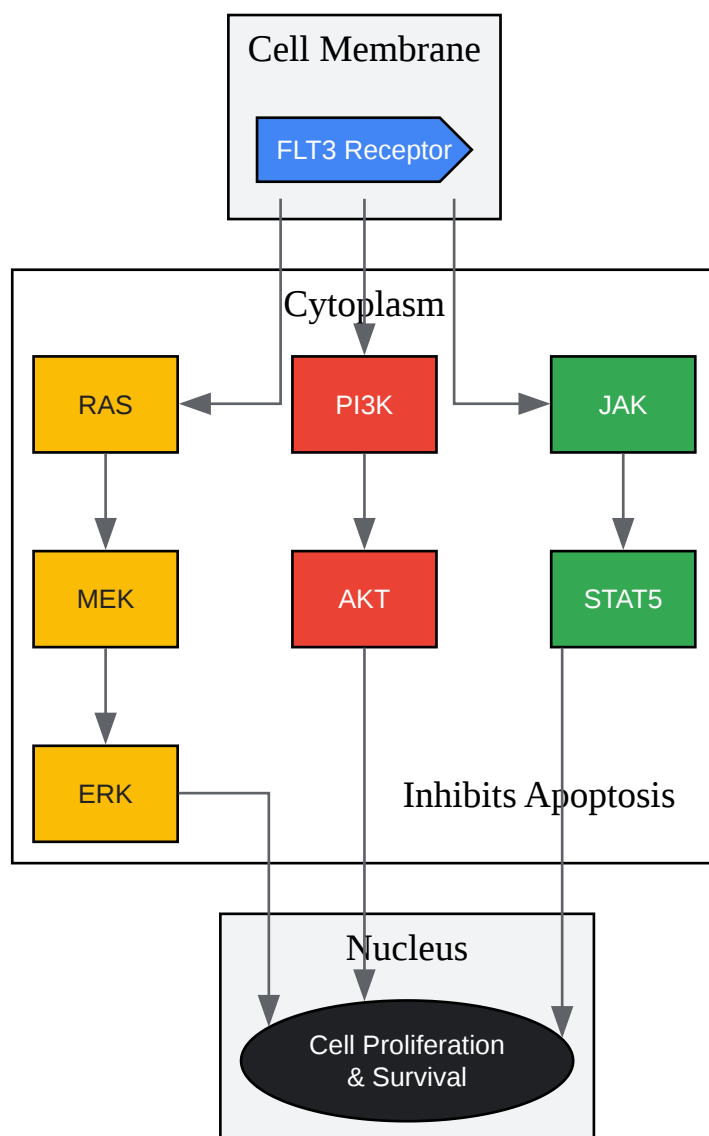 Cell Membrane
FLT3 Receptor
Cytoplasm
RAS
PI3K
JAK
MEK
AKT
STAT5
ERK
Inhibits Apoptosis
Nucleus
Cell Proliferation
& Survival